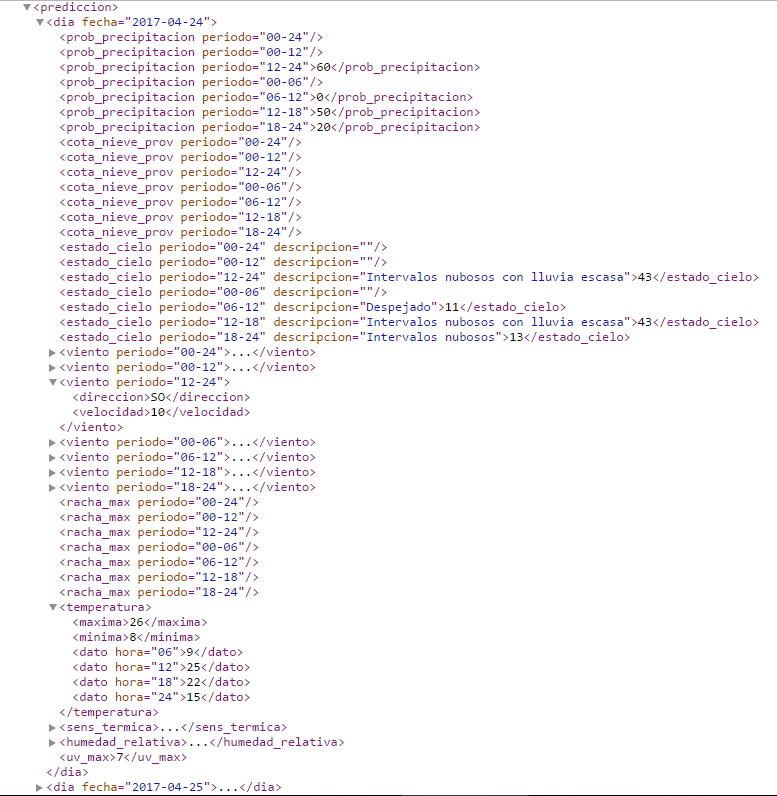 <prediccion>
<dia fecha="2017-04-24">
<prob_precipitacion periodo="00-24"/>
<prob_precipitacion periodo="00-12"/>
<prob_precipitacion periodo="12-24">60</prob_precipitacion>
<prob_precipitacion periodo="00-06"/>
<prob_precipitacion periodo="06-12">0</prob_precipitacion>
<prob_precipitacion periodo="12-18">50</prob_precipitacion>
<prob_precipitacion periodo="18-24">20</prob_precipitacion>
<cota_nieve_prov periodo="00-24"/>
<cota_nieve_prov periodo="00-12"/>
<cota_nieve_prov periodo="12-24"/>
<cota_nieve_prov periodo="00-06"/>
<cota_nieve_prov periodo="06-12"/>
<cota_nieve_prov periodo="12-18"/>
<cota_nieve_prov periodo="18-24"/>
<estado_cielo periodo="00-24" descripcion=""/>
<estado_cielo periodo="00-12" descripcion=""/>
<estado_cielo periodo="12-24" descripcion="Intervalos nubosos con lluvia escasa">43</estado_cielo>
<estado_cielo periodo="00-06" descripcion=""/>
<estado_cielo periodo="06-12" descripcion="Despejado">11</estado_cielo>
<estado_cielo periodo="12-18" descripcion="Intervalos nubosos con lluvia escasa">43</estado_cielo>
<estado_cielo periodo="18-24" descripcion="Intervalos nubosos">13</estado_cielo>
<viento periodo="00-24">...</viento>
<viento periodo="00-12">...</viento>
<viento periodo="12-24">
<direccion>SO</direccion>
<velocidad>10</velocidad>
</viento>
<viento periodo="00-06">...</viento>
<viento periodo="06-12">...</viento>
<viento periodo="12-18">...</viento>
<viento periodo="18-24">...</viento>
<racha_max periodo="00-24"/>
<racha_max periodo="00-12"/>
<racha_max periodo="12-24"/>
<racha_max periodo="00-06"/>
<racha_max periodo="06-12"/>
<racha_max periodo="12-18"/>
<racha_max periodo="18-24"/>
<temperatura>
<maxima>26</maxima>
<minima>8</minima>
<dato hora="06">9</dato>
<dato hora="12">25</dato>
<dato hora="18">22</dato>
<dato hora="24">15</dato>
</temperatura>
<sens_termica>...</sens_termica>
<humedad_relativa>...</humedad_relativa>
<uv_max>7</uv_max>
</dia>
<dia fecha="2017-04-25">...</dia>